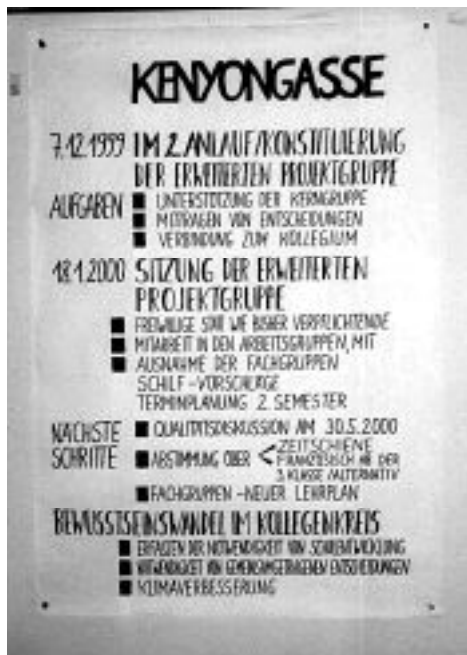 KENYONGASSE
7.12.1999 IM 2. ANLAUF/KONSTITUIERUNG
DER ERWEITERTEN PROJEKTGRUPPE
AUFGABEN ■ UNTERSTÜTZUNG DER KERNGRUPPE
■ MITTRAGEN VON ENTSCHEIDUNGEN
■ VERBINDUNG ZUM KOLLEGIUM
18.1.2000 SITZUNG DER ERWEITERTEN
PROJEKTGRUPPE
■ FREIWILLIGE STATT WIE BISHER VERPFLICHTENDE
■ MITARBEIT IN DEN ARBEITSGRUPPEN, MIT
■ AUSNAHME DER FACHGRUPPEN
SCHILF-VORSCHLÄGE
TERMINPLANUNG 2. SEMESTER
NÄCHSTE ■ QUALITÄTSDISKUSSION AM 30.5.2000
SCHRITTE ■ ABSTIMMUNG ÜBER < ZEITSCHIENE
FRANZÖSISCH AB DER
3. KLASSE /ALTERNATIV
■ FACHGRUPPEN - NEUER LEHRPLAN
BEWUSSTSEINSWANDEL IM KOLLEGENKREIS
■ ERFASSEN DER NOTWENDIGKEIT VON SCHULENTWICKLUNG
■ NOTWENDIGKEIT VON GEMEINSAMGETRAGENEN ENTSCHEIDUNGEN
■ KLIMAVERBESSERUNG